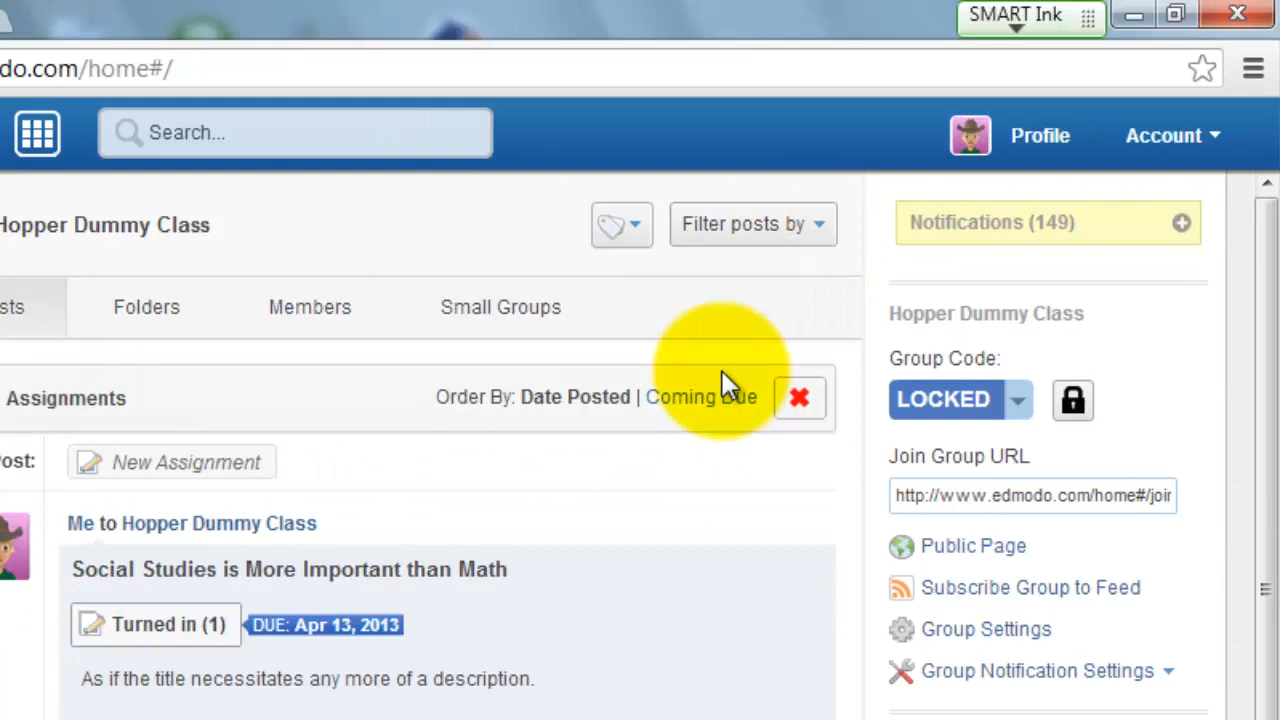 SMART Ink
do.com/home#/
Search...
Profile
Account
Hopper Dummy Class
Filter posts by
Notifications (149)
sts
Folders
Members
Small Groups
Hopper Dummy Class
Group Code:
LOCKED
Assignments
Order By: Date Posted | Coming Due
Join Group URL
http://www.edmodo.com/home#/joir
ost:
New Assignment
Me to Hopper Dummy Class
Public Page
Social Studies is More Important than Math
Subscribe Group to Feed
Turned in (1)
DUE: Apr 13, 2013
Group Settings
As if the title necessitates any more of a description.
Group Notification Settings